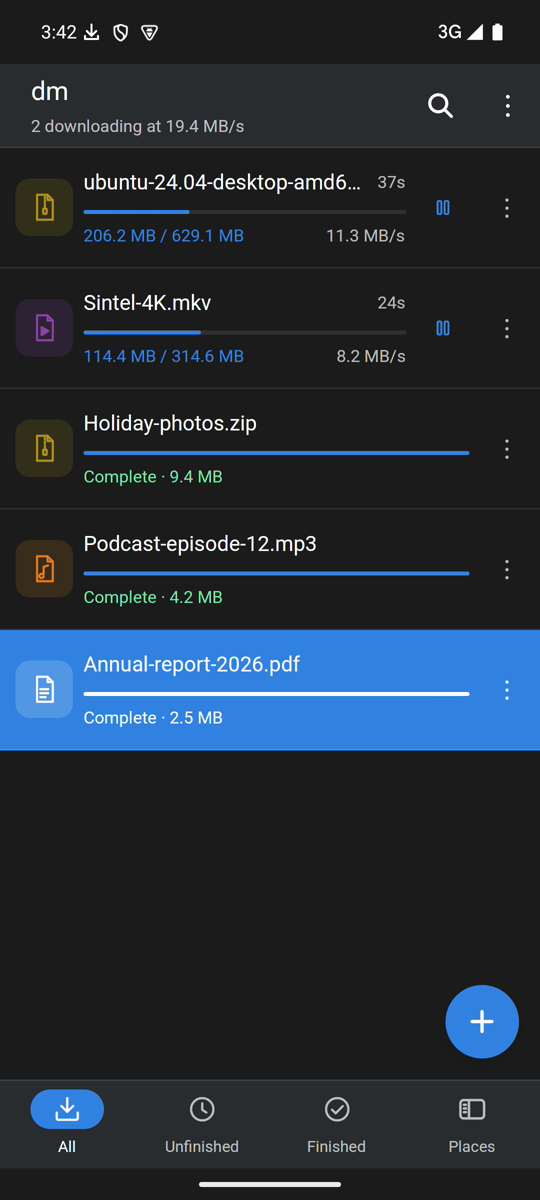 3:42
3G
dm
2 downloading at 19.4 MB/s
ubuntu-24.04-desktop-amd6… 37s
206.2 MB / 629.1 MB 11.3 MB/s
Sintel-4K.mkv 24s
114.4 MB / 314.6 MB 8.2 MB/s
Holiday-photos.zip
Complete · 9.4 MB
Podcast-episode-12.mp3
Complete · 4.2 MB
Annual-report-2026.pdf
Complete · 2.5 MB
All Unfinished Finished Places